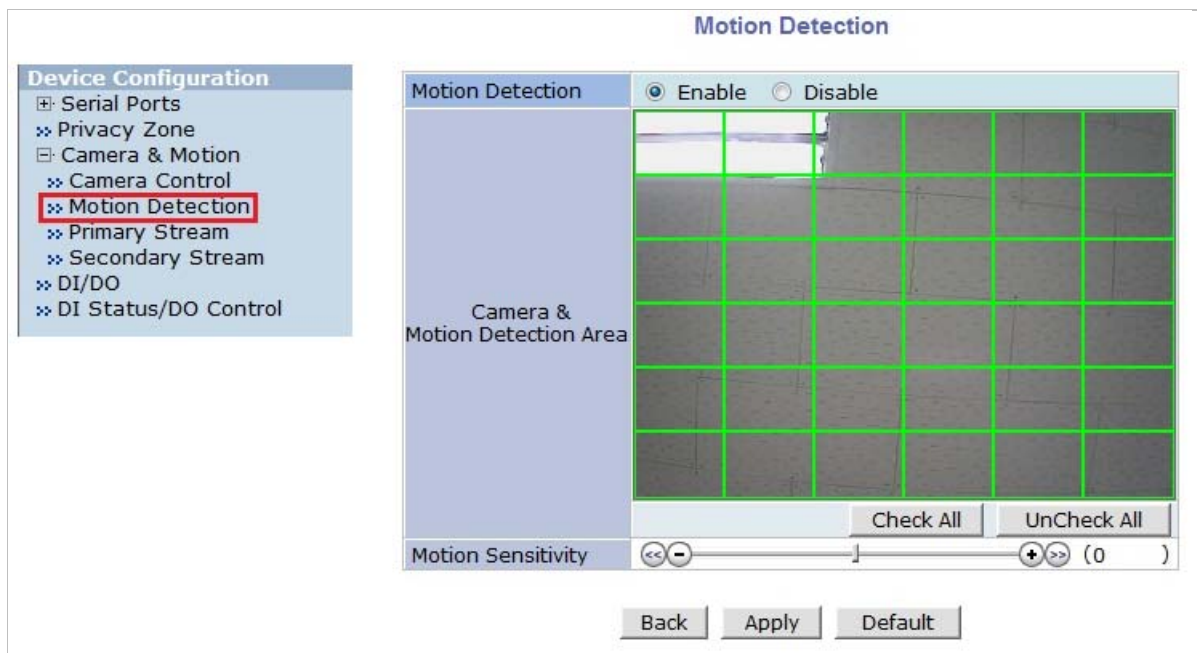 Motion Detection
Device Configuration
Serial Ports
Privacy Zone
Camera & Motion
Camera Control
Motion Detection
Primary Stream
Secondary Stream
DI/DO
DI Status/DO Control
Motion Detection Enable Disable
Camera &
Motion Detection Area
Check All UnCheck All
Motion Sensitivity (0 )
Back Apply Default